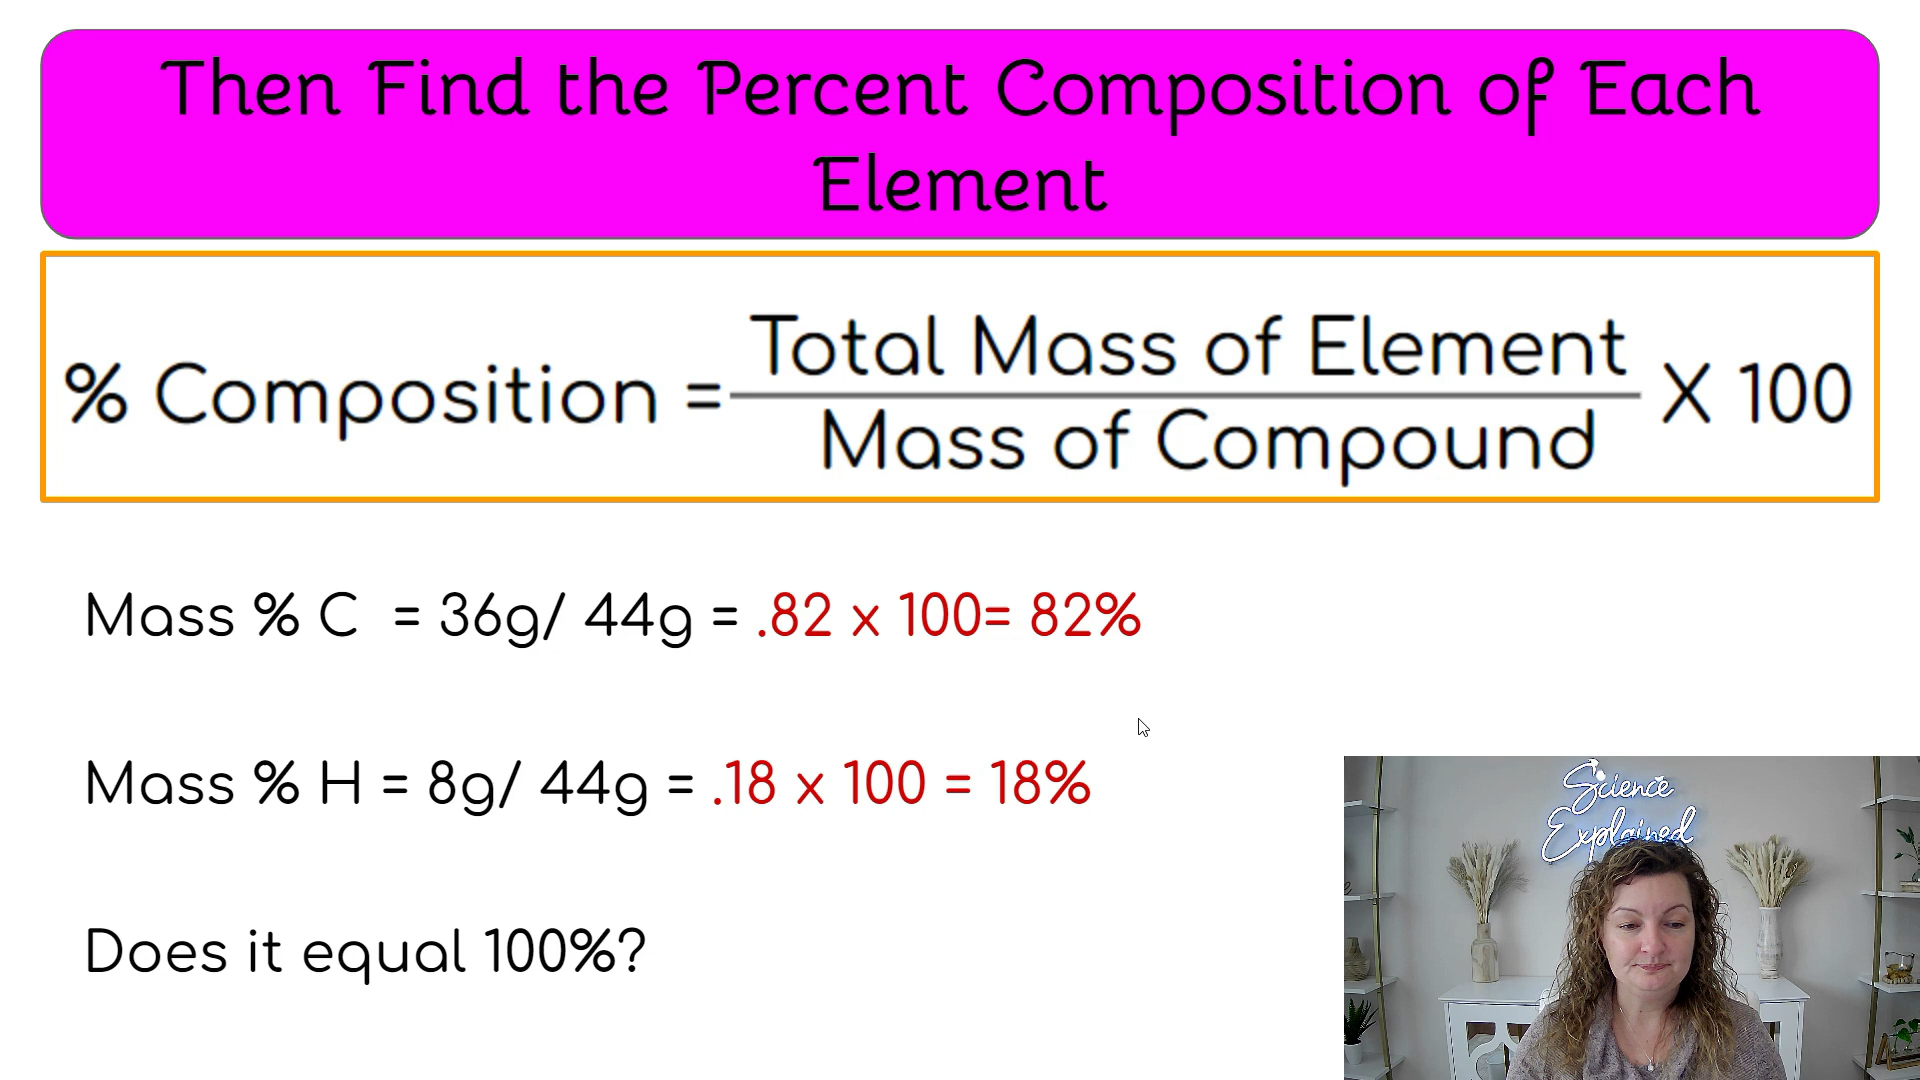 Then Find the Percent Composition of Each
Element
% Composition = Total Mass of Element / Mass of Compound X 100
Mass % C = 36g/ 44g = .82 x 100= 82%
Mass % H = 8g/ 44g = .18 x 100 = 18%
Does it equal 100%?
Science
Explained